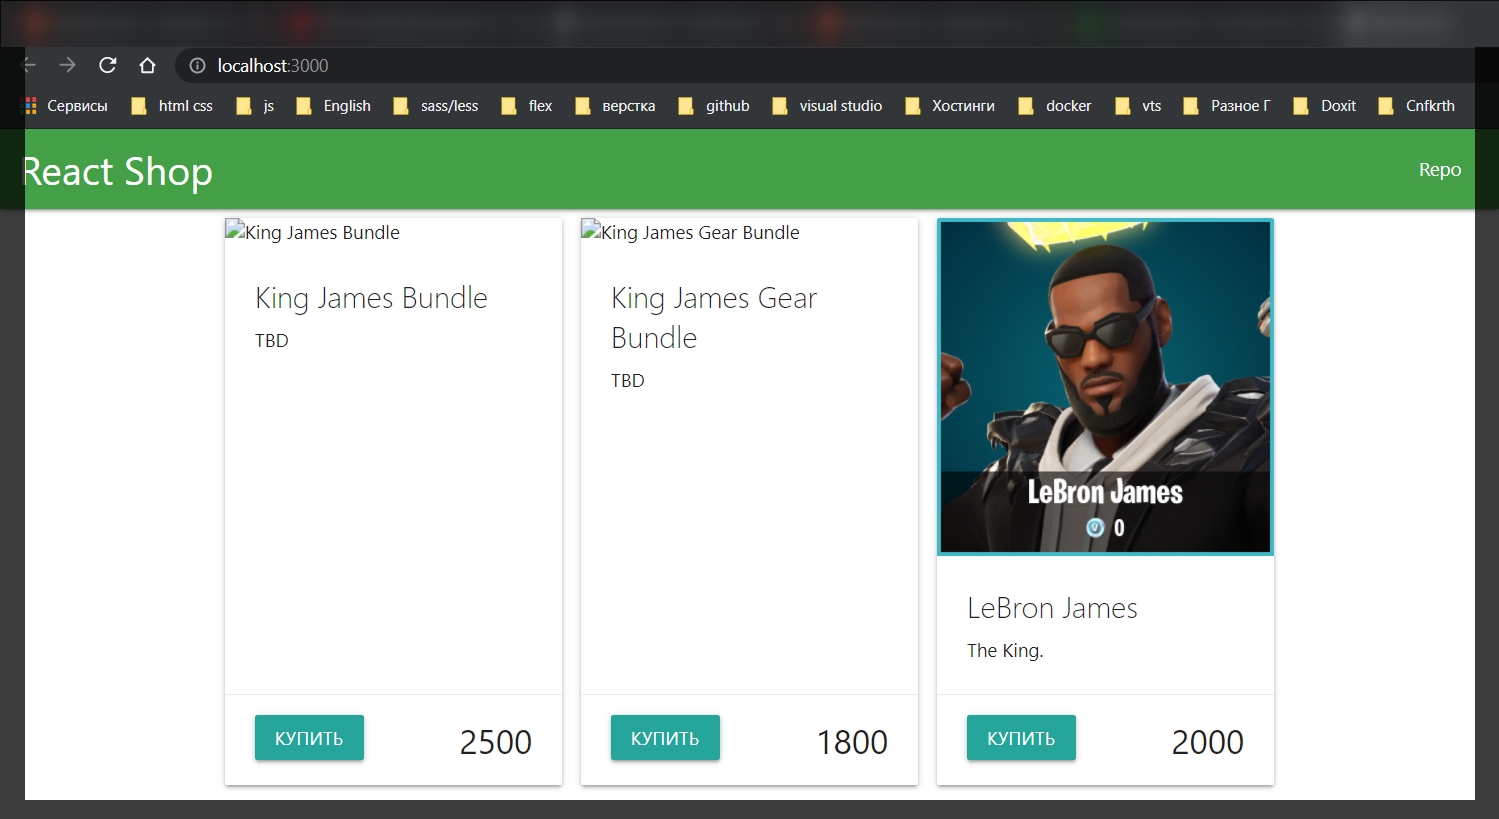 localhost:3000
Сервисы html css js English sass/less flex верстка github visual studio Хостинги docker vts Разное Г Doxit Cnfkrth
React Shop
Repo
King James Bundle
King James Bundle
TBD
КУПИТЬ 2500
King James Gear Bundle
King James Gear
Bundle
TBD
КУПИТЬ 1800
LeBron James
V 0
LeBron James
The King.
КУПИТЬ 2000